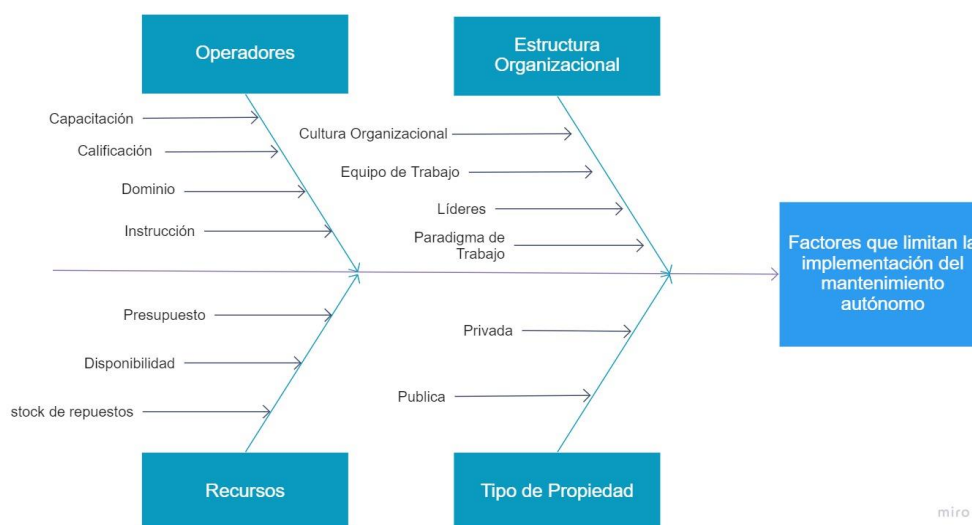 Operadores
Estructura
Organizacional
Capacitación
Calificación
Dominio
Instrucción
Cultura Organizacional
Equipo de Trabajo
Líderes
Paradigma de
Trabajo
Factores que limitan la
implementación del
mantenimiento
autónomo
Presupuesto
Disponibilidad
stock de repuestos
Privada
Publica
Recursos
Tipo de Propiedad
miro